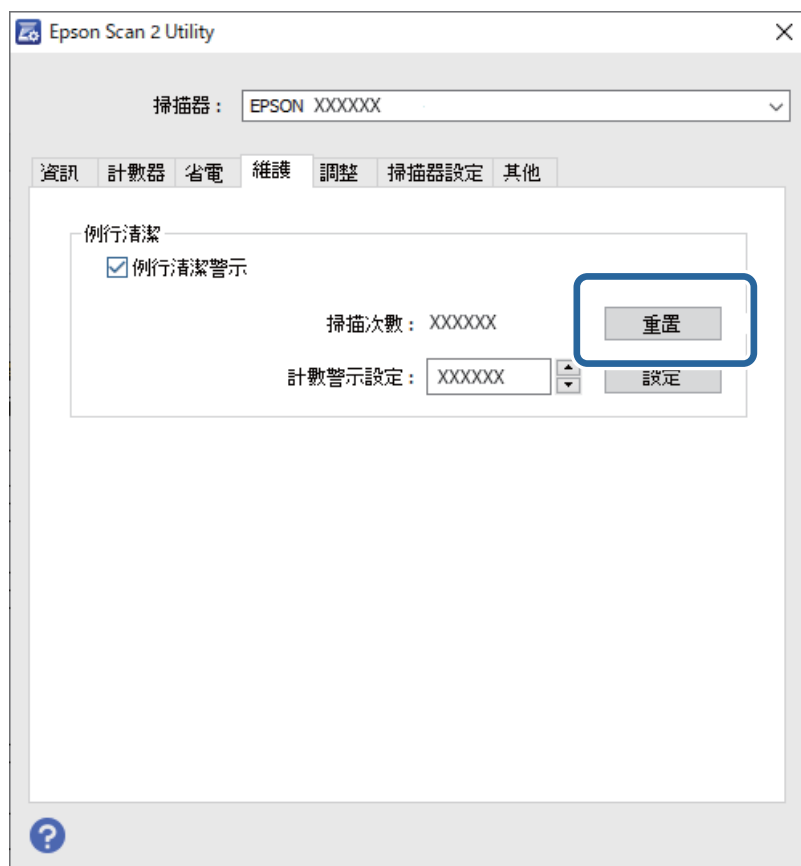 Epson Scan 2 Utility
掃描器： EPSON XXXXXX
資訊 計數器 省電 維護 調整 掃描器設定 其他
例行清潔
例行清潔警示
掃描次數： XXXXXX 重置
計數警示設定： XXXXXX 設定
?